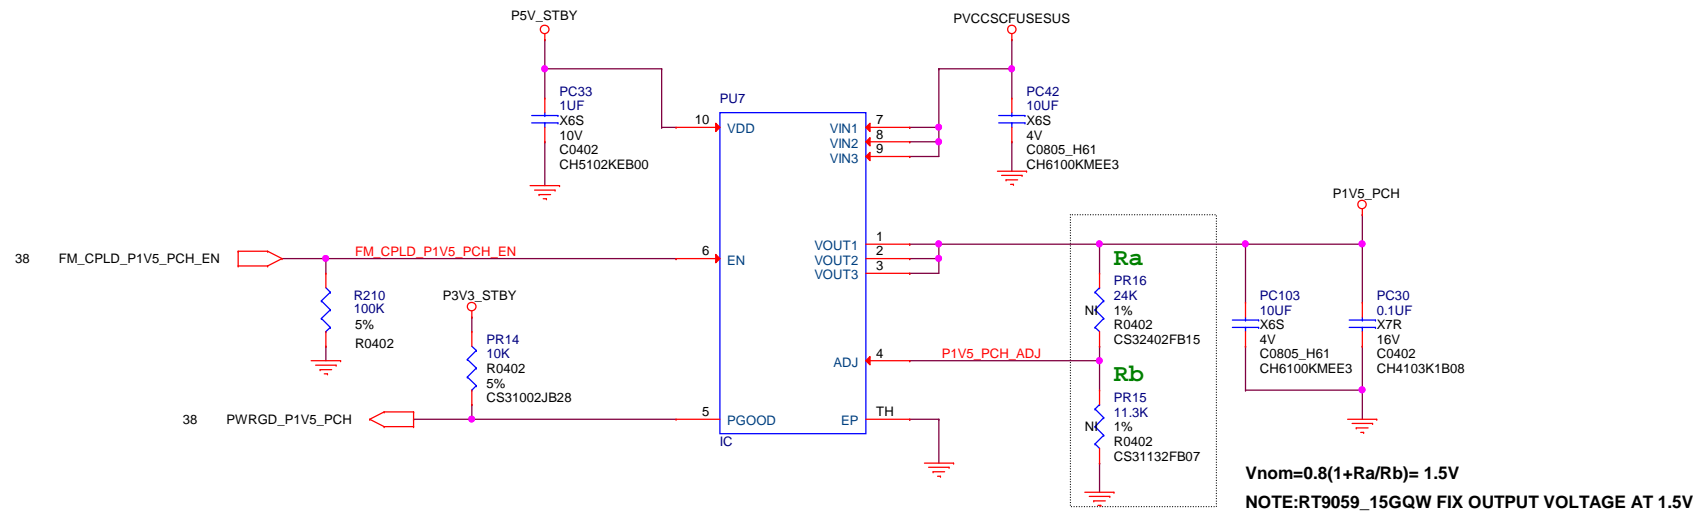 P5V_STBY
PVCCSCFUSESUS
PC33
1UF
X6S
10V
C0402
CH5102KEB00
PU7
10
VDD
VIN1
VIN2
VIN3
7
8
9
PC42
10UF
X6S
4V
C0805_H61
CH6100KMEE3
P1V5_PCH
38
FM_CPLD_P1V5_PCH_EN
FM_CPLD_P1V5_PCH_EN
6
EN
VOUT1
VOUT2
VOUT3
1
2
3
Ra
PR16
24K
NI
1%
R0402
CS32402FB15
PC103
10UF
X6S
4V
C0805_H61
CH6100KMEE3
PC30
0.1UF
X7R
16V
C0402
CH4103K1B08
R210
100K
5%
R0402
P3V3_STBY
PR14
10K
R0402
5%
CS31002JB28
ADJ
4
P1V5_PCH_ADJ
Rb
PR15
11.3K
NI
1%
R0402
CS31132FB07
38
PWRGD_P1V5_PCH
5
PGOOD
EP
TH
IC
Vnom=0.8(1+Ra/Rb)= 1.5V
NOTE:RT9059_15GQW FIX OUTPUT VOLTAGE AT 1.5V